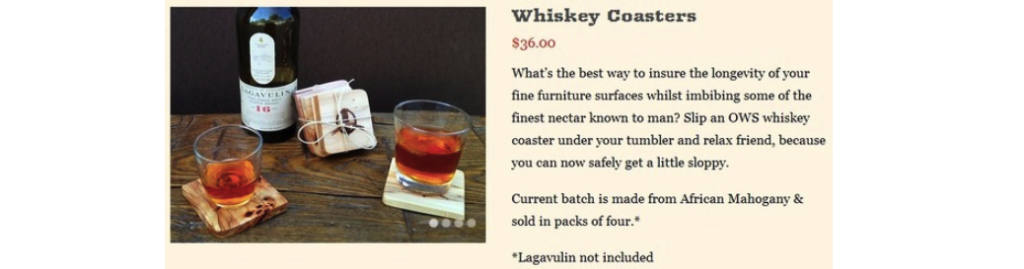 Whiskey Coasters
$36.00
What's the best way to insure the longevity of your
fine furniture surfaces whilst imbibing some of the
finest nectar known to man? Slip an OWS whiskey
coaster under your tumbler and relax friend, because
you can now safely get a little sloppy.
Current batch is made from African Mahogany &
sold in packs of four.*
*Lagavulin not included
LAGAVULIN
16